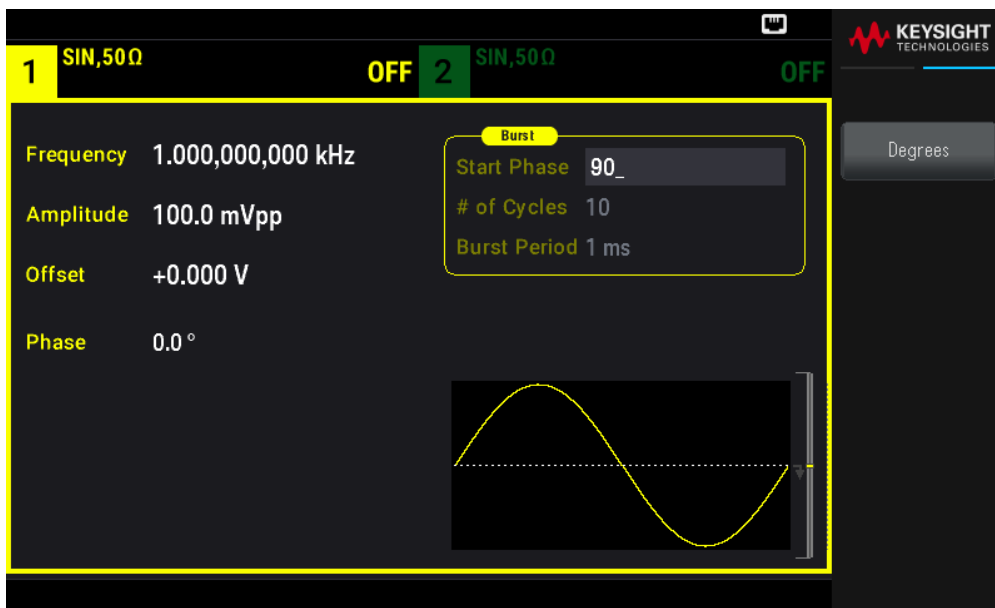 KEYSIGHT
TECHNOLOGIES
1 SIN,50Ω OFF 2 SIN,50Ω OFF
Burst
Frequency 1.000,000,000 kHz
Start Phase 90_
Degrees
Amplitude 100.0 mVpp
# of Cycles 10
Burst Period 1 ms
Offset +0.000 V
Phase 0.0 °